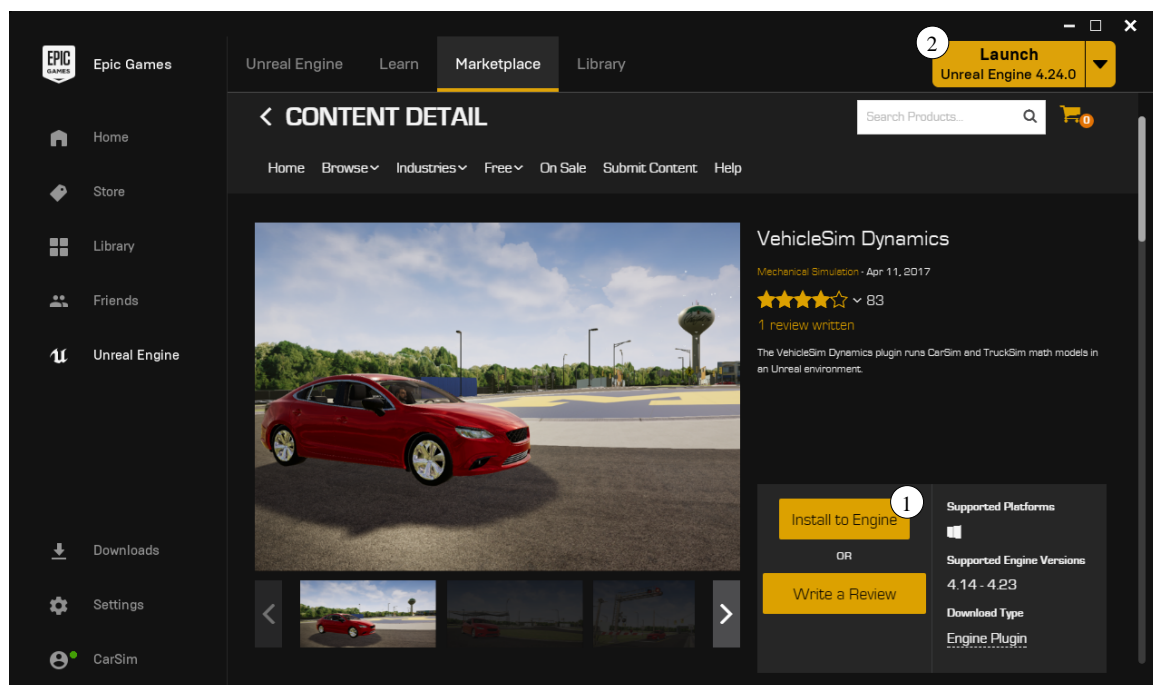 2
Launch
Unreal Engine 4.24.0
EPIC
GAMES
Epic Games
Unreal Engine
Learn
Marketplace
Library
CONTENT DETAIL
Search Products...
0
Home
Browse
Industries
Free
On Sale
Submit Content
Help
Home
Store
Library
Friends
Unreal Engine
Downloads
Settings
CarSim
VehicleSim Dynamics
Mechanical Simulation - Apr 11, 2017
83
1 review written
The VehicleSim Dynamics plugin runs CarSim and TruckSim math models in
an Unreal environment.
1
Install to Engine
OR
Write a Review
Supported Platforms
Supported Engine Versions
4.14 - 4.23
Download Type
Engine Plugin